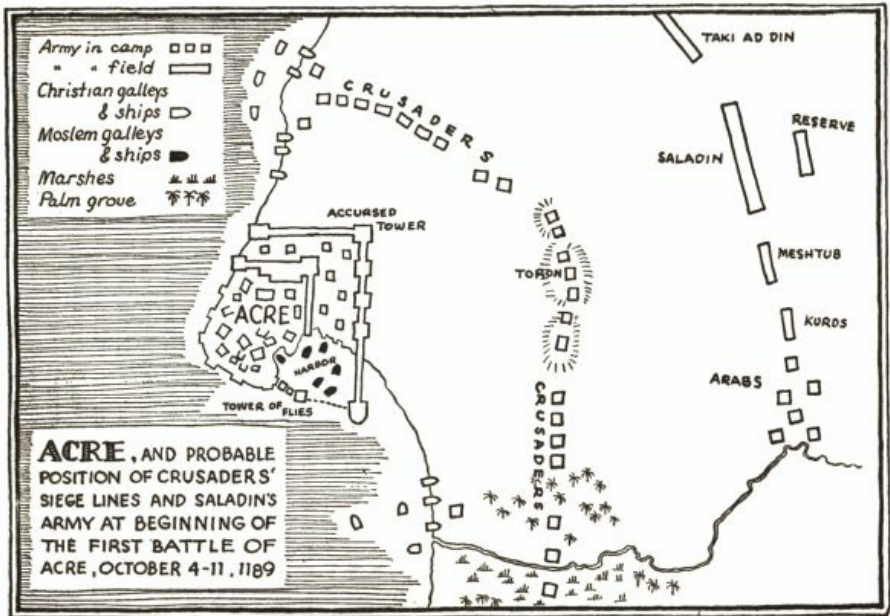 Army in camp
" " field
Christian galleys
& ships
Moslem galleys
& ships
Marshes
Palm grove
CRUSADERS
TAKI AD DIN
RESERVE
SALADIN
ACCURSED
TOWER
MESHTUB
TORON
ACRE
KURDS
HARBOR
ARABS
TOWER OF FLIES
CRUSADERS
ACRE, AND PROBABLE
POSITION OF CRUSADERS'
SIEGE LINES AND SALADIN'S
ARMY AT BEGINNING OF
THE FIRST BATTLE OF
ACRE, OCTOBER 4-11, 1189